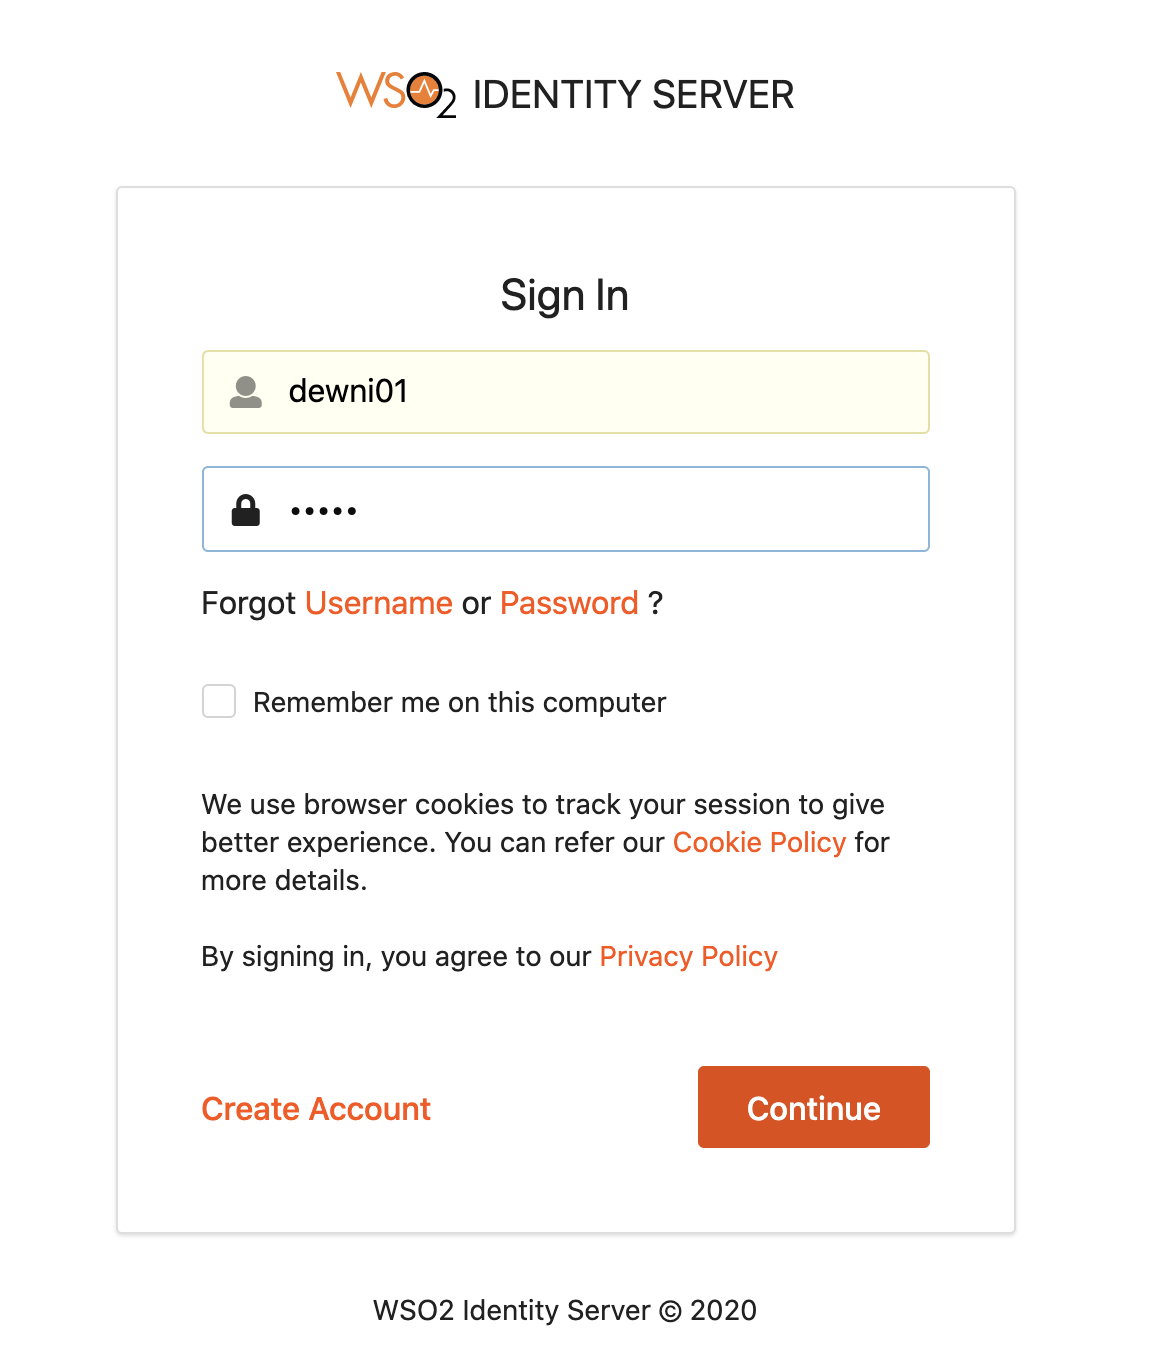 WSO2 IDENTITY SERVER
Sign In
dewni01
•••••
Forgot Username or Password ?
Remember me on this computer
We use browser cookies to track your session to give
better experience. You can refer our Cookie Policy for
more details.
By signing in, you agree to our Privacy Policy
Create Account
Continue
WSO2 Identity Server © 2020